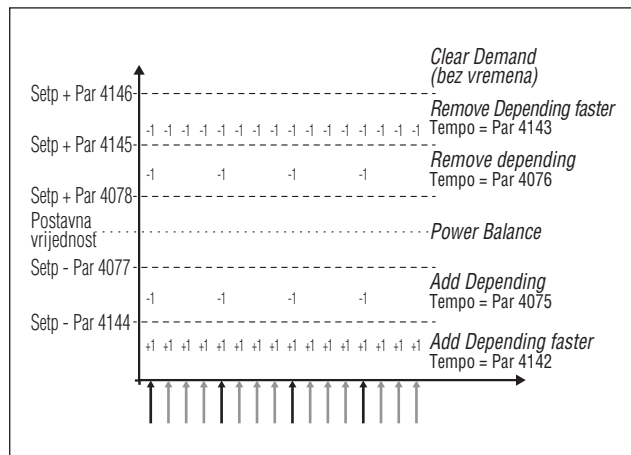 Clear Demand
(bez vremena)
Setp + Par 4146
Remove Depending faster
-1 -1 -1 -1 -1 -1 -1 -1 -1 -1 -1 -1 -1 -1 -1 -1
Tempo = Par 4143
Setp + Par 4145
Remove depending
-1 -1 -1 -1
Tempo = Par 4076
Setp + Par 4078
Postavna
vrijednost
Power Balance
Setp - Par 4077
Add Depending
-1 -1 -1 -1
Tempo = Par 4075
Setp - Par 4144
Add Depending faster
+1 +1 +1 +1 +1 +1 +1 +1 +1 +1 +1 +1 +1 +1 +1 +1
Tempo = Par 4142